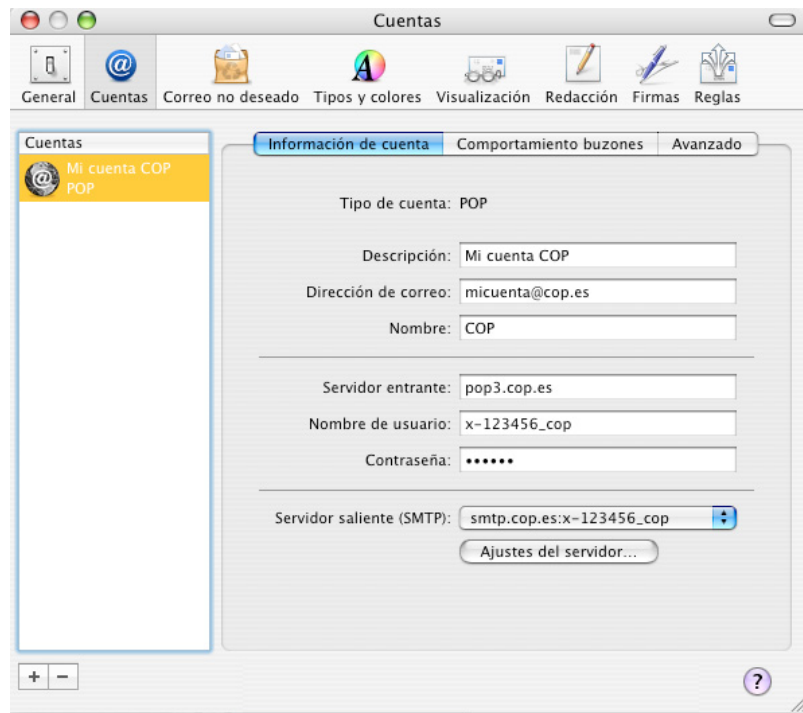 Cuentas
General Cuentas Correo no deseado Tipos y colores Visualización Redacción Firmas Reglas
Cuentas
Mi cuenta COP
POP
Información de cuenta Comportamiento buzones Avanzado
Tipo de cuenta: POP
Descripción: Mi cuenta COP
Dirección de correo: micuenta@cop.es
Nombre: COP
Servidor entrante: pop3.cop.es
Nombre de usuario: x-123456_cop
Contraseña: ••••••
Servidor saliente (SMTP): smtp.cop.es:x-123456_cop
Ajustes del servidor...
+ - ?